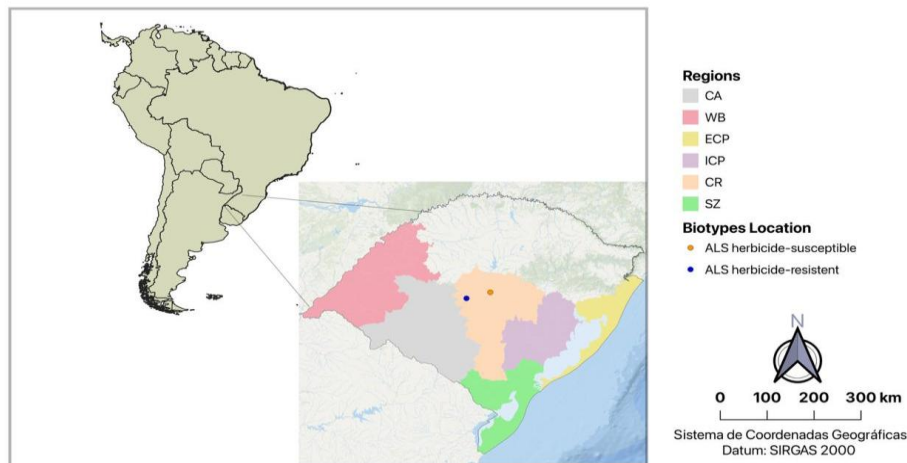 Regions
CA
WB
ECP
ICP
CR
SZ
Biotypes Location
ALS herbicide-susceptible
ALS herbicide-resistent
N
0 100 200 300 km
Sistema de Coordenadas Geográficas
Datum: SIRGAS 2000